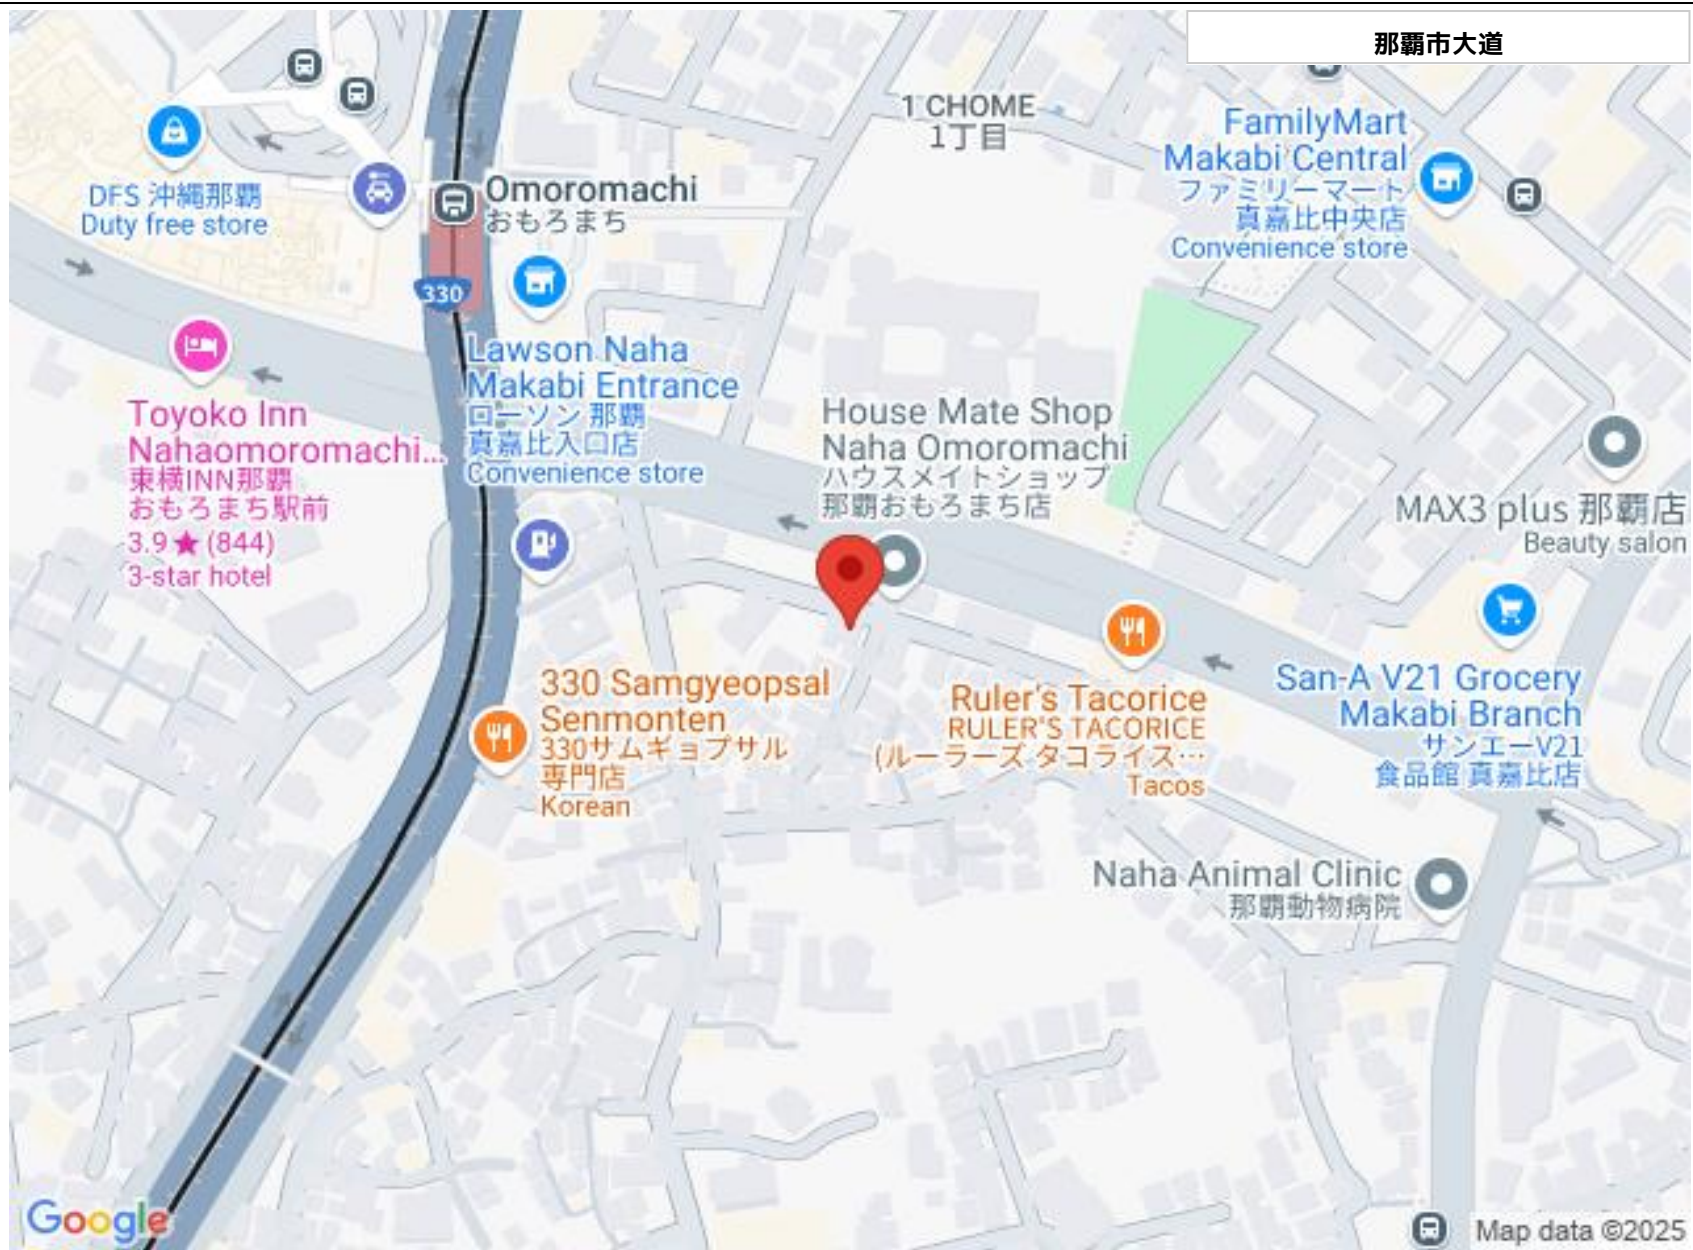 那覇市大道
1 CHOME
1丁目
FamilyMart
Makabi Central
ファミリーマート
真嘉比中央店
Convenience store
DFS 沖縄那覇
Duty free store
Omoromachi
おもろまち
330
Lawson Naha
Makabi Entrance
ローソン 那覇
真嘉比入口店
Convenience store
Toyoko Inn
Nahaomoromachi...
東横INN那覇
おもろまち駅前
3.9★ (844)
3-star hotel
House Mate Shop
Naha Omoromachi
ハウスメイトショップ
那覇おもろまち店
MAX3 plus 那覇店
Beauty salon
330 Samgyeopsal
Senmonten
330サムギョプサル
専門店
Korean
Ruler's Tacorice
RULER'S TACORICE
(ルーラーズ タコライス…
Tacos
San-A V21 Grocery
Makabi Branch
サンエーV21
食品館 真嘉比店
Naha Animal Clinic
那覇動物病院
Google
Map data ©2025